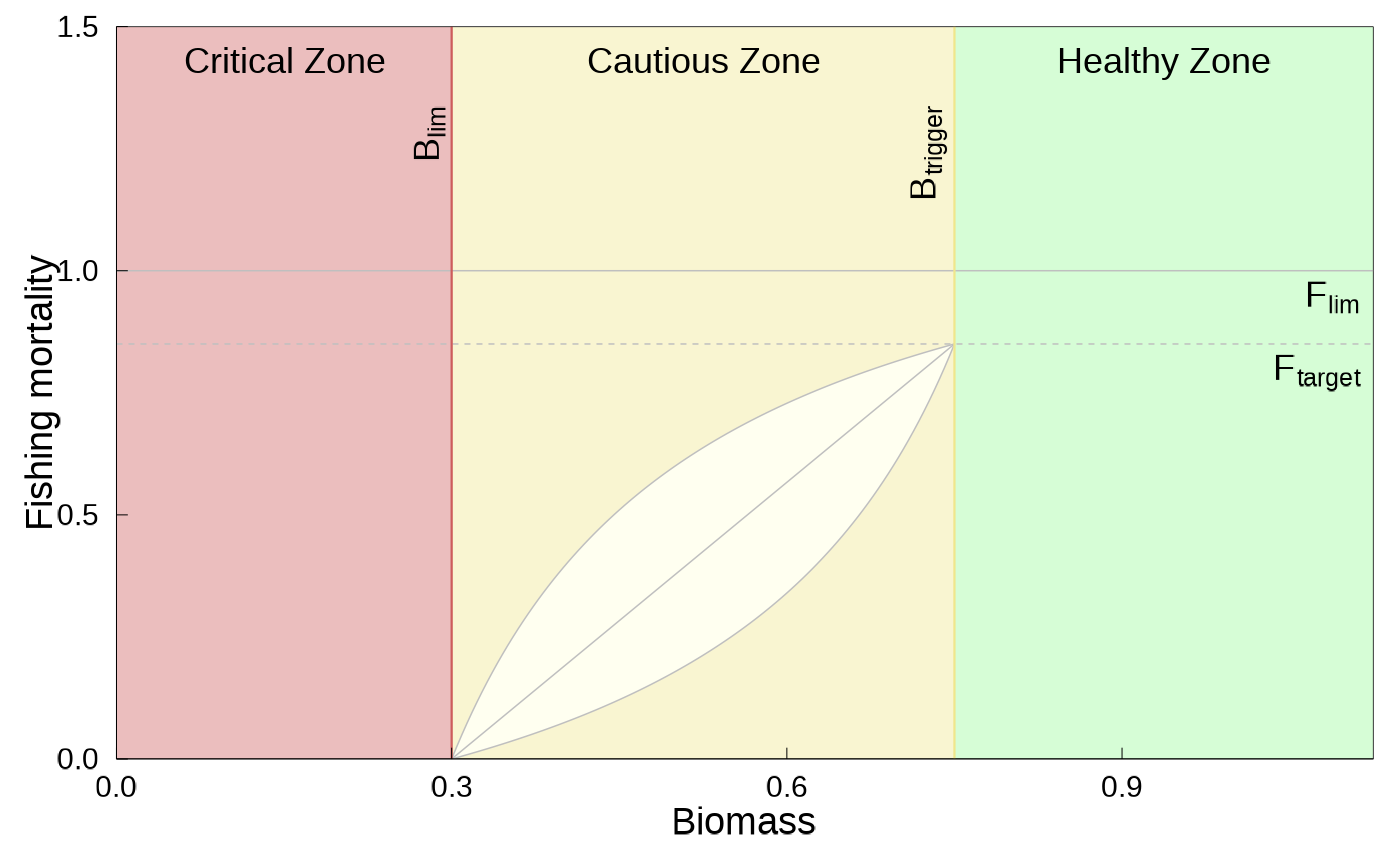 1.5
Critical Zone
Cautious Zone
Healthy Zone
Blim
Btrigger
1.0
Flim
Ftarget
Fishing mortality
0.5
0.0
0.0
0.3
0.6
0.9
Biomass